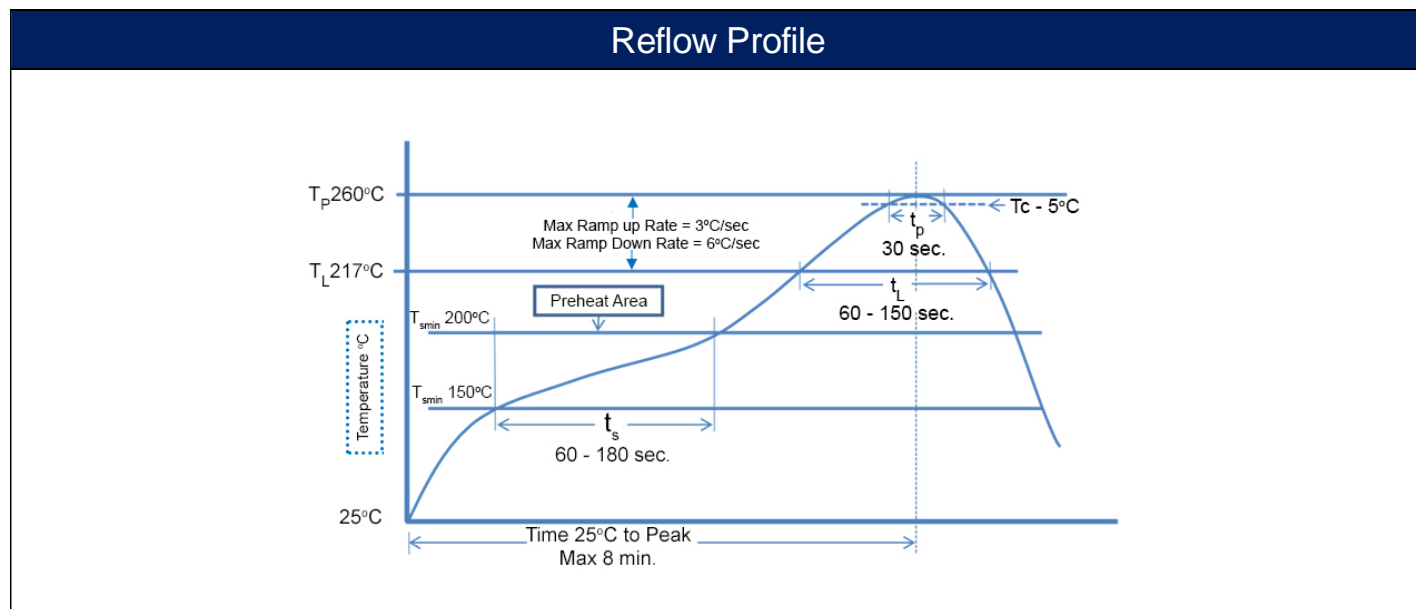 Reflow Profile
Tp260°C
Max Ramp up Rate = 3°C/sec
Max Ramp Down Rate = 6°C/sec
Tc - 5°C
tp
30 sec.
TL217°C
tL
60 - 150 sec.
Preheat Area
Tsmin 200°C
Temperature °C
Tsmin 150°C
ts
60 - 180 sec.
25°C
Time 25°C to Peak
Max 8 min.